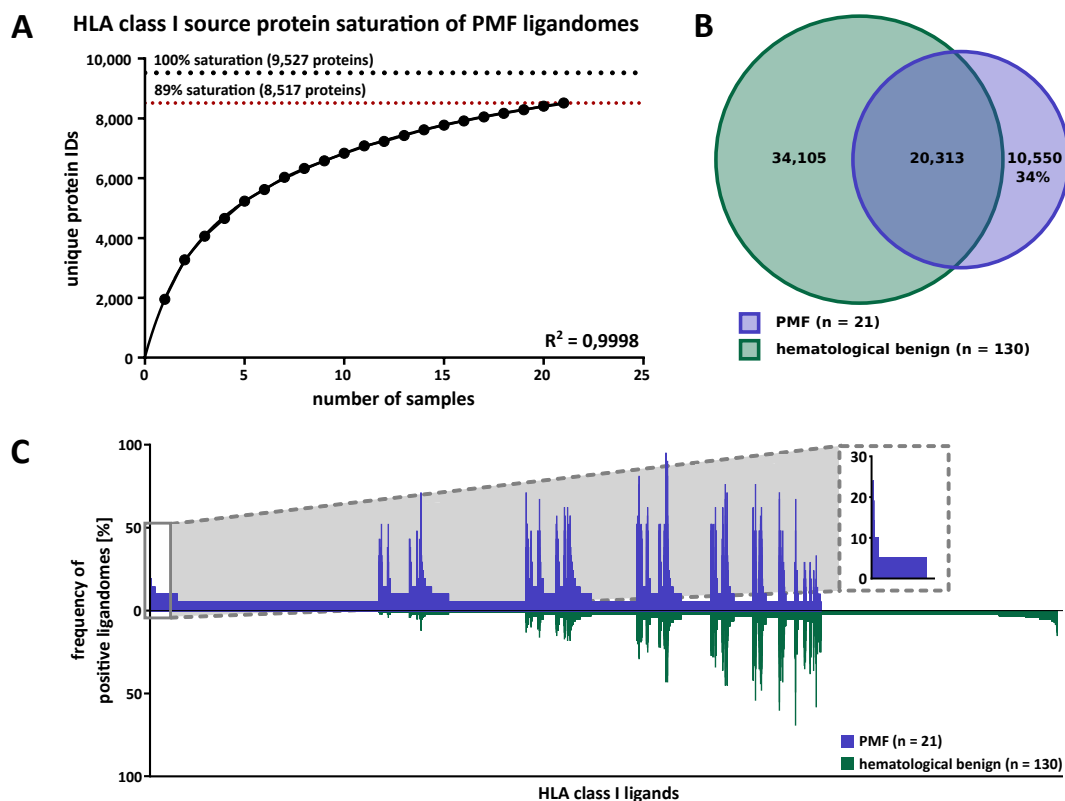 A
HLA class I source protein saturation of PMF ligandomes
10,000
8,000
6,000
4,000
2,000
0
unique protein IDs
100% saturation (9,527 proteins)
89% saturation (8,517 proteins)
R² = 0,9998
0
5
10
15
20
25
number of samples
B
34,105
20,313
10,550
34%
PMF (n = 21)
hematological benign (n = 130)
C
100
50
0
50
100
frequency of
positive ligandomes [%]
30
20
10
0
PMF (n = 21)
hematological benign (n = 130)
HLA class I ligands